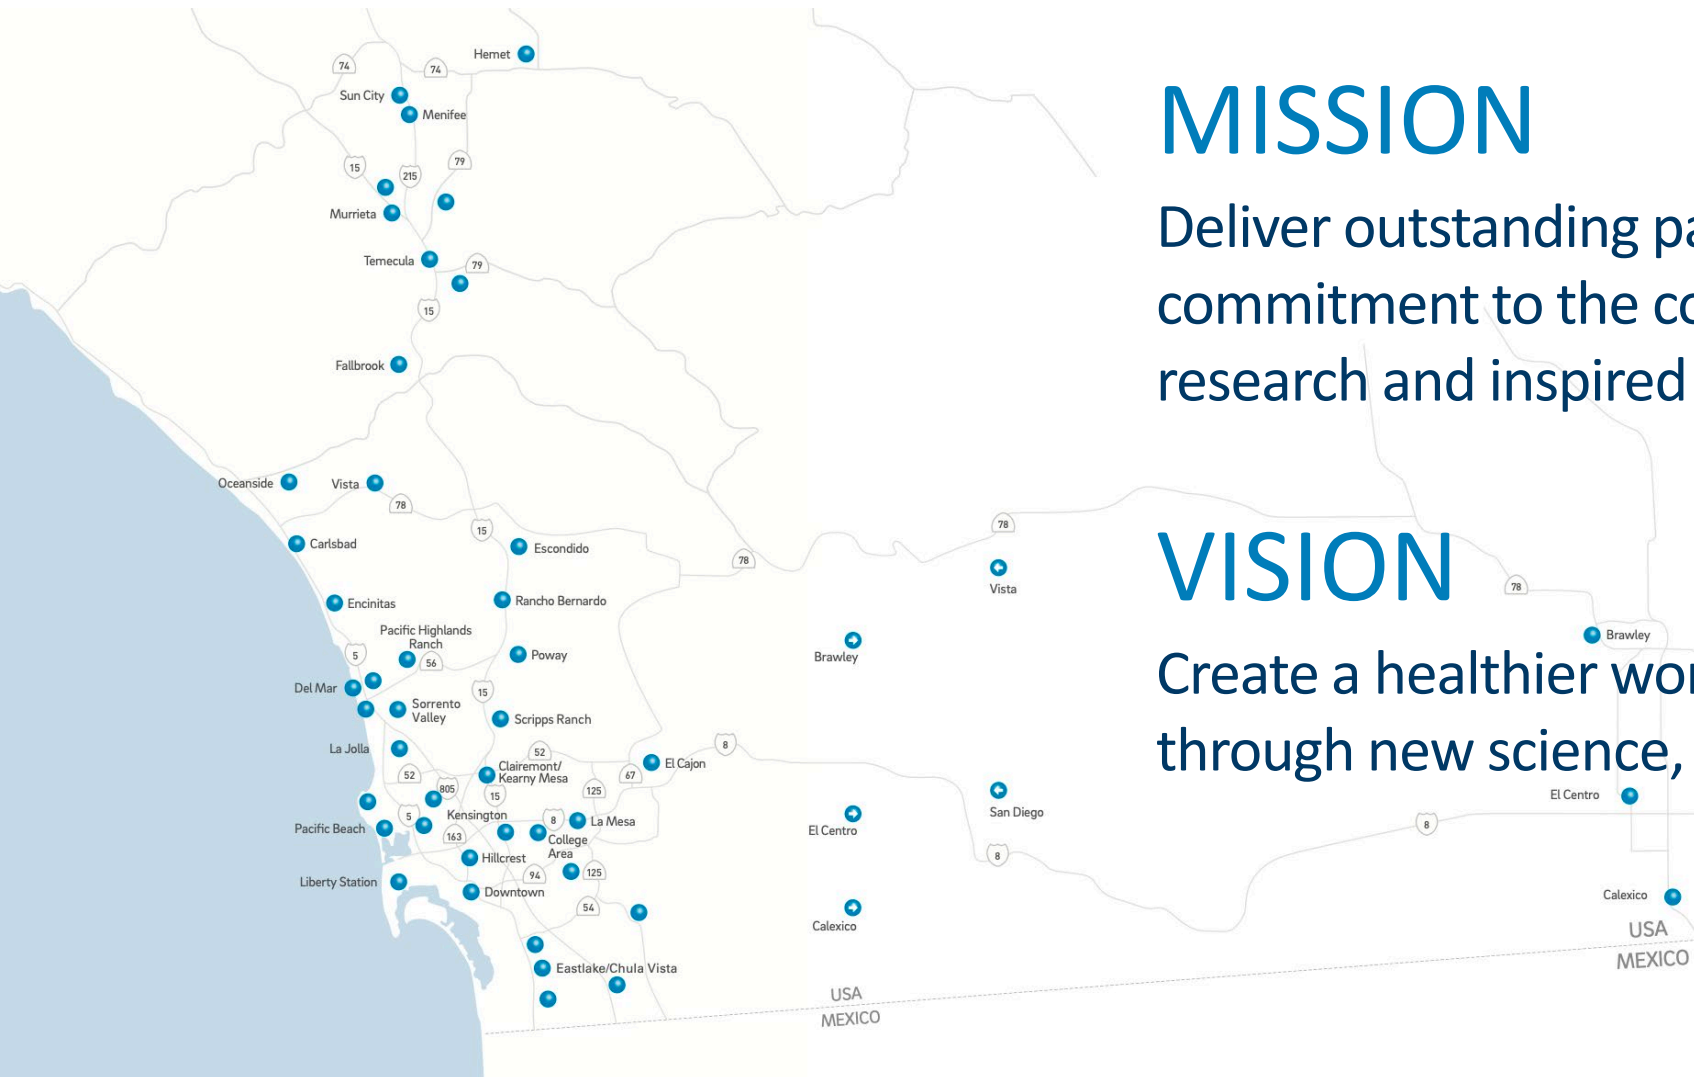 Hemet
74
74
Sun City
Menifee
79
15
215
Murrieta
Temecula
79
15
Fallbrook
Oceanside
Vista
78
15
Carlsbad
Escondido
78
Encinitas
Rancho Bernardo
Pacific Highlands
Ranch
5
56
Poway
Del Mar
15
Sorrento
Valley
Scripps Ranch
La Jolla
52
8
El Cajon
Clairemont/
Kearny Mesa
52
67
805
15
125
Kensington
5
8
La Mesa
Pacific Beach
163
College
Area
Hillcrest
94
125
Liberty Station
Downtown
54
Eastlake/Chula Vista
78
Vista
Brawley
San Diego
El Centro
8
Calexico
USA
MEXICO
MISSION
Deliver outstanding pa
commitment to the co
research and inspired
VISION
78
Brawley
Create a healthier wor
through new science,
El Centro
8
Calexico
USA
MEXICO